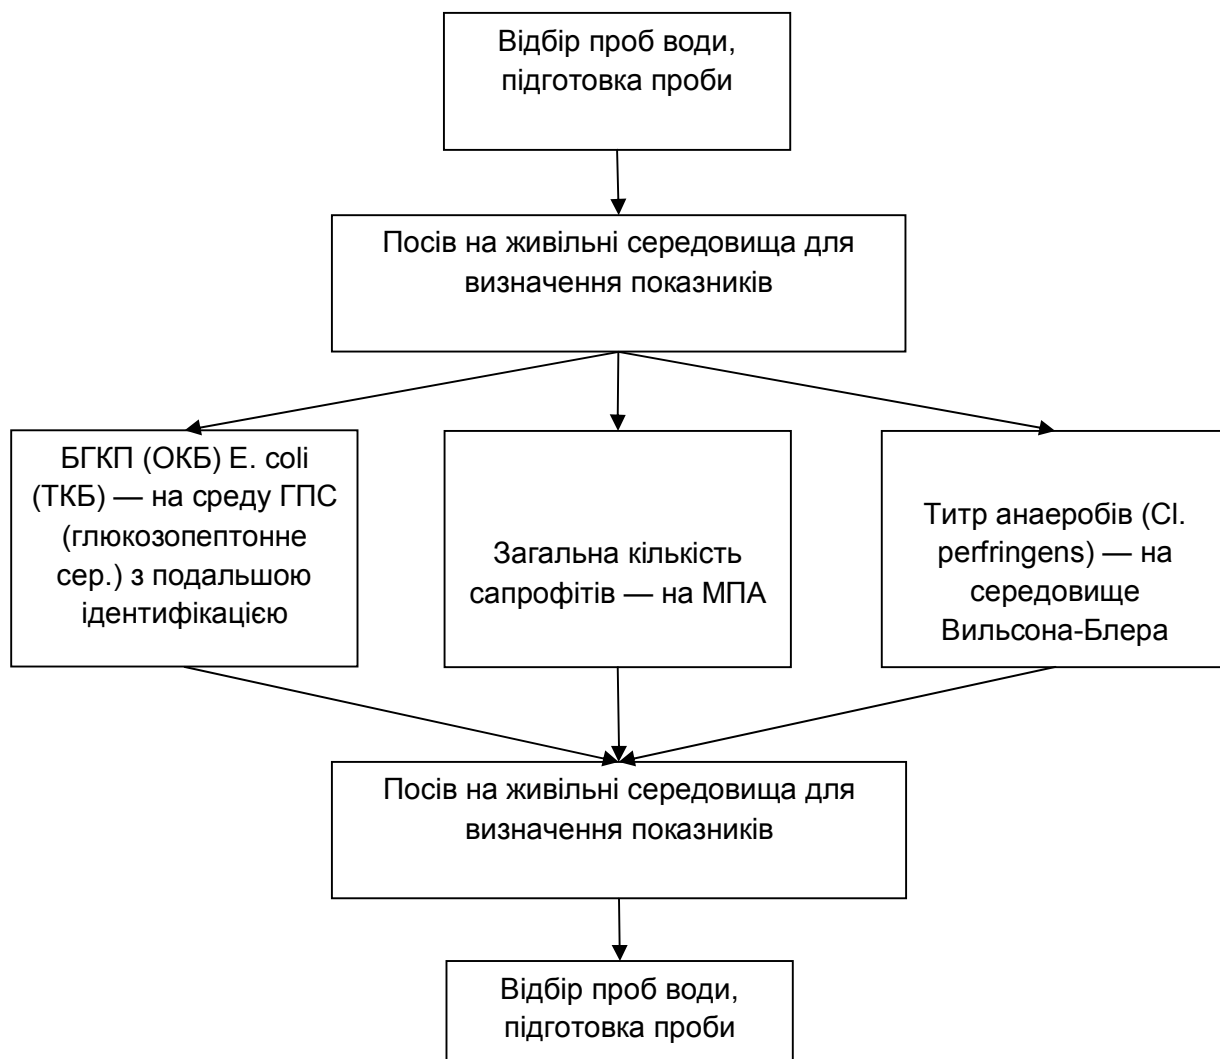 Відбір проб води,
підготовка проби
Посів на живільні середовища для
визначення показників
БГКП (ОКБ) E. coli
(ТКБ) — на среду ГПС
(глюкозопептонне
сер.) з подальшою
ідентифікацією
Загальна кількість
сапрофітів — на МПА
Титр анаеробів (Cl.
perfringens) — на
середовище
Вильсона-Блера
Посів на живільні середовища для
визначення показників
Відбір проб води,
підготовка проби